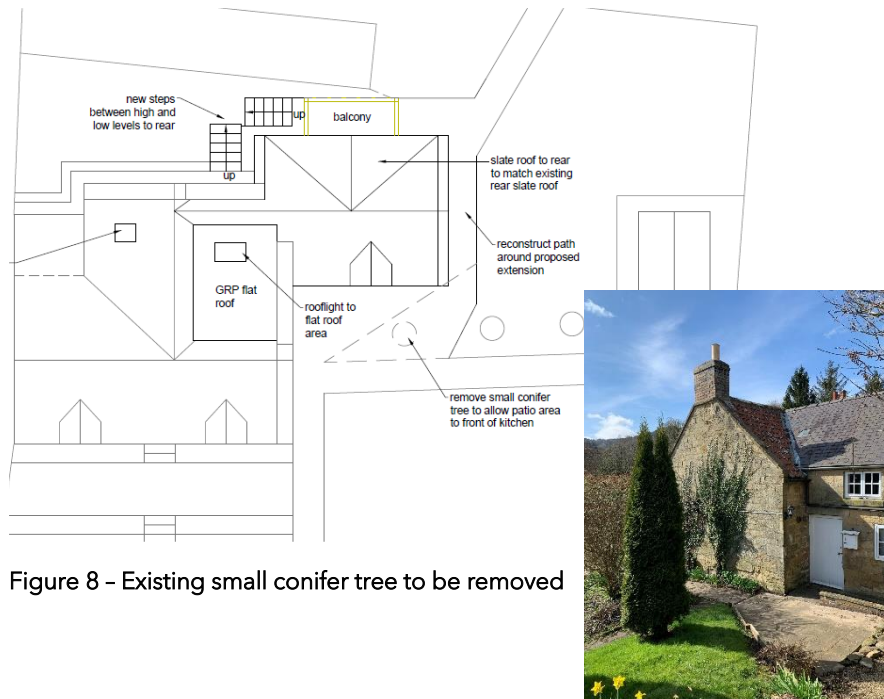 new steps
between high and
low levels to rear
up
balcony
up
slate roof to rear
to match existing
rear slate roof
reconstruct path
around proposed
extension
GRP flat
roof
rooflight to
flat roof
area
remove small conifer
tree to allow patio area
to front of kitchen
Figure 8 – Existing small conifer tree to be removed